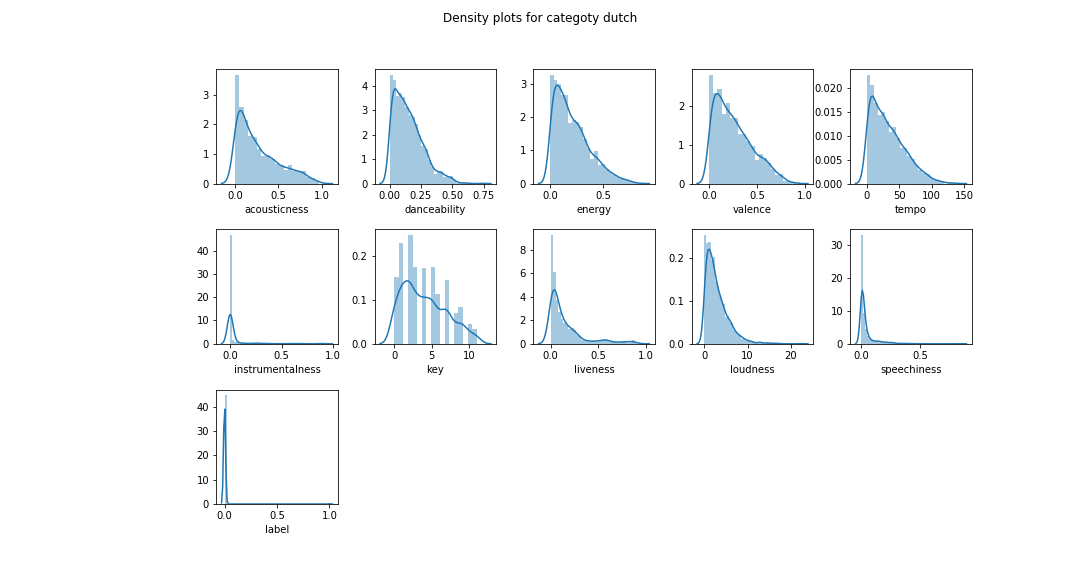 Density plots for categoty dutch
3
2
1
0
0.0 0.5 1.0
acousticness
4
3
2
1
0
0.00 0.25 0.50 0.75
danceability
3
2
1
0
0.0 0.5
energy
2
1
0
0.0 0.5 1.0
valence
0.020
0.015
0.010
0.005
0.000
0 50 100 150
tempo
40
30
20
10
0
0.0 0.5 1.0
instrumentalness
0.2
0.1
0.0
0 5 10
key
8
6
4
2
0
0.0 0.5 1.0
liveness
0.2
0.1
0.0
0 10 20
loudness
30
20
10
0
0.0 0.5
speechiness
40
30
20
10
0
0.0 0.5 1.0
label